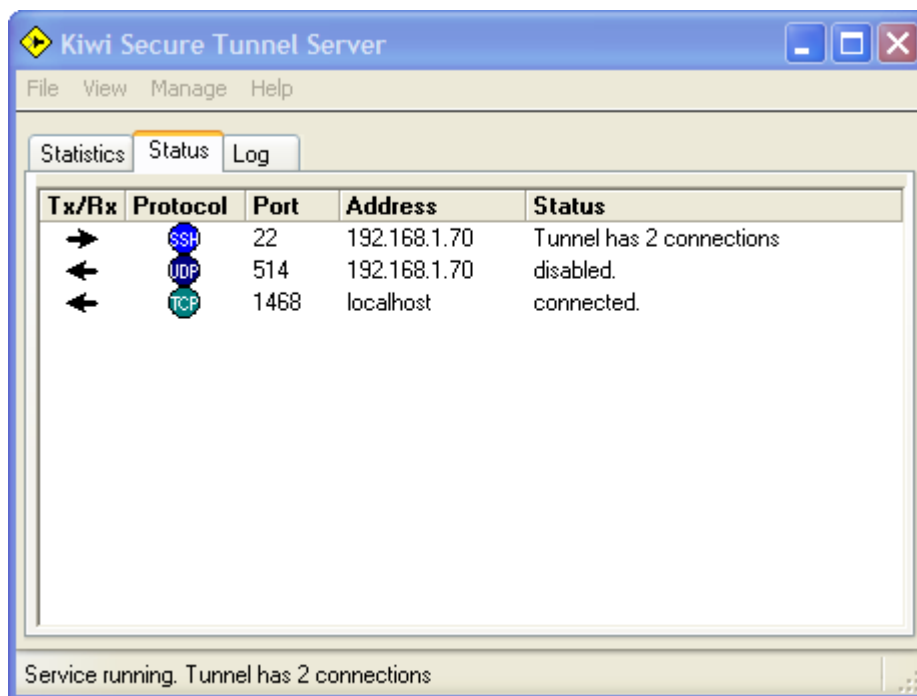 Kiwi Secure Tunnel Server
File View Manage Help
Statistics Status Log
Tx/Rx Protocol Port Address Status
SSH 22 192.168.1.70 Tunnel has 2 connections
UDP 514 192.168.1.70 disabled.
TCP 1468 localhost connected.
Service running. Tunnel has 2 connections